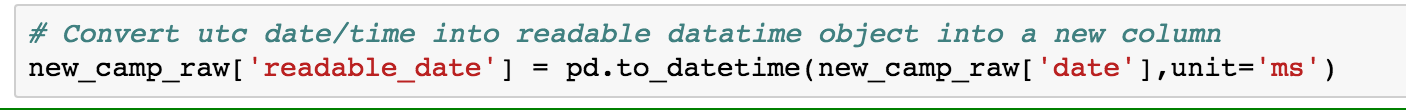 # Convert utc date/time into readable datatime object into a new column
new_camp_raw['readable_date'] = pd.to_datetime(new_camp_raw['date'],unit='ms')